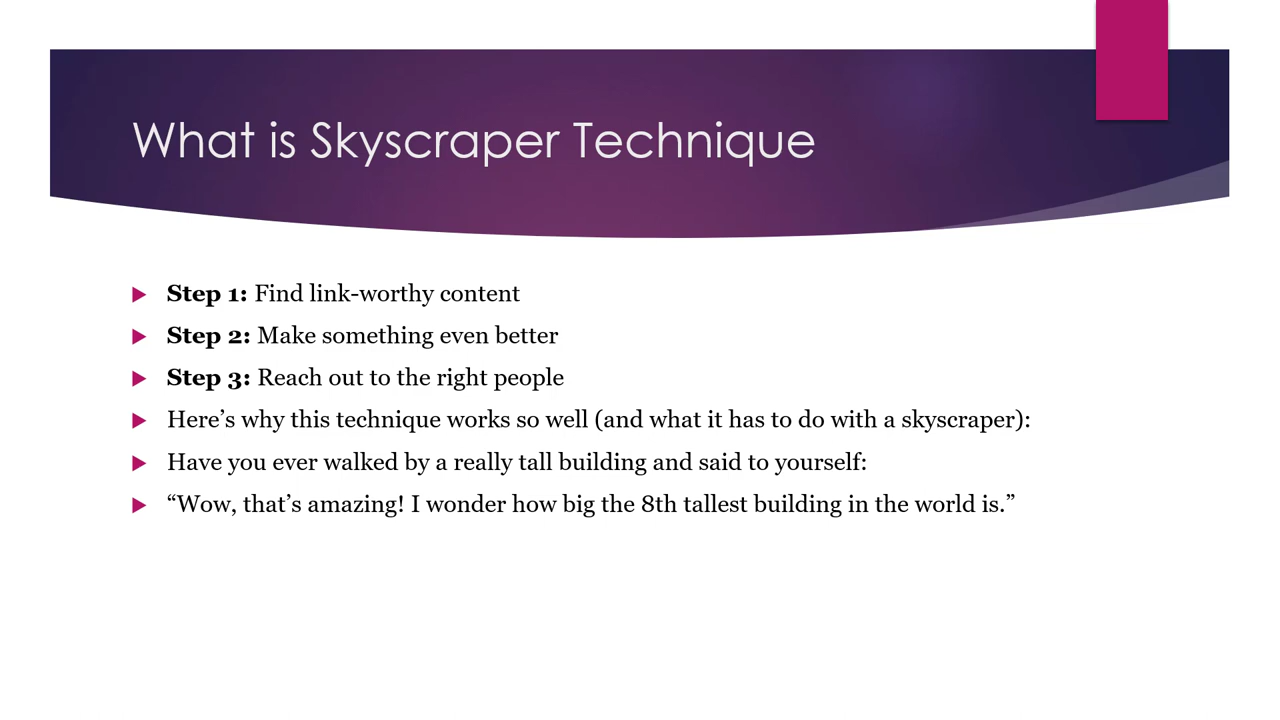 What is Skyscraper Technique
Step 1: Find link-worthy content
Step 2: Make something even better
Step 3: Reach out to the right people
Here’s why this technique works so well (and what it has to do with a skyscraper):
Have you ever walked by a really tall building and said to yourself:
“Wow, that’s amazing! I wonder how big the 8th tallest building in the world is.”